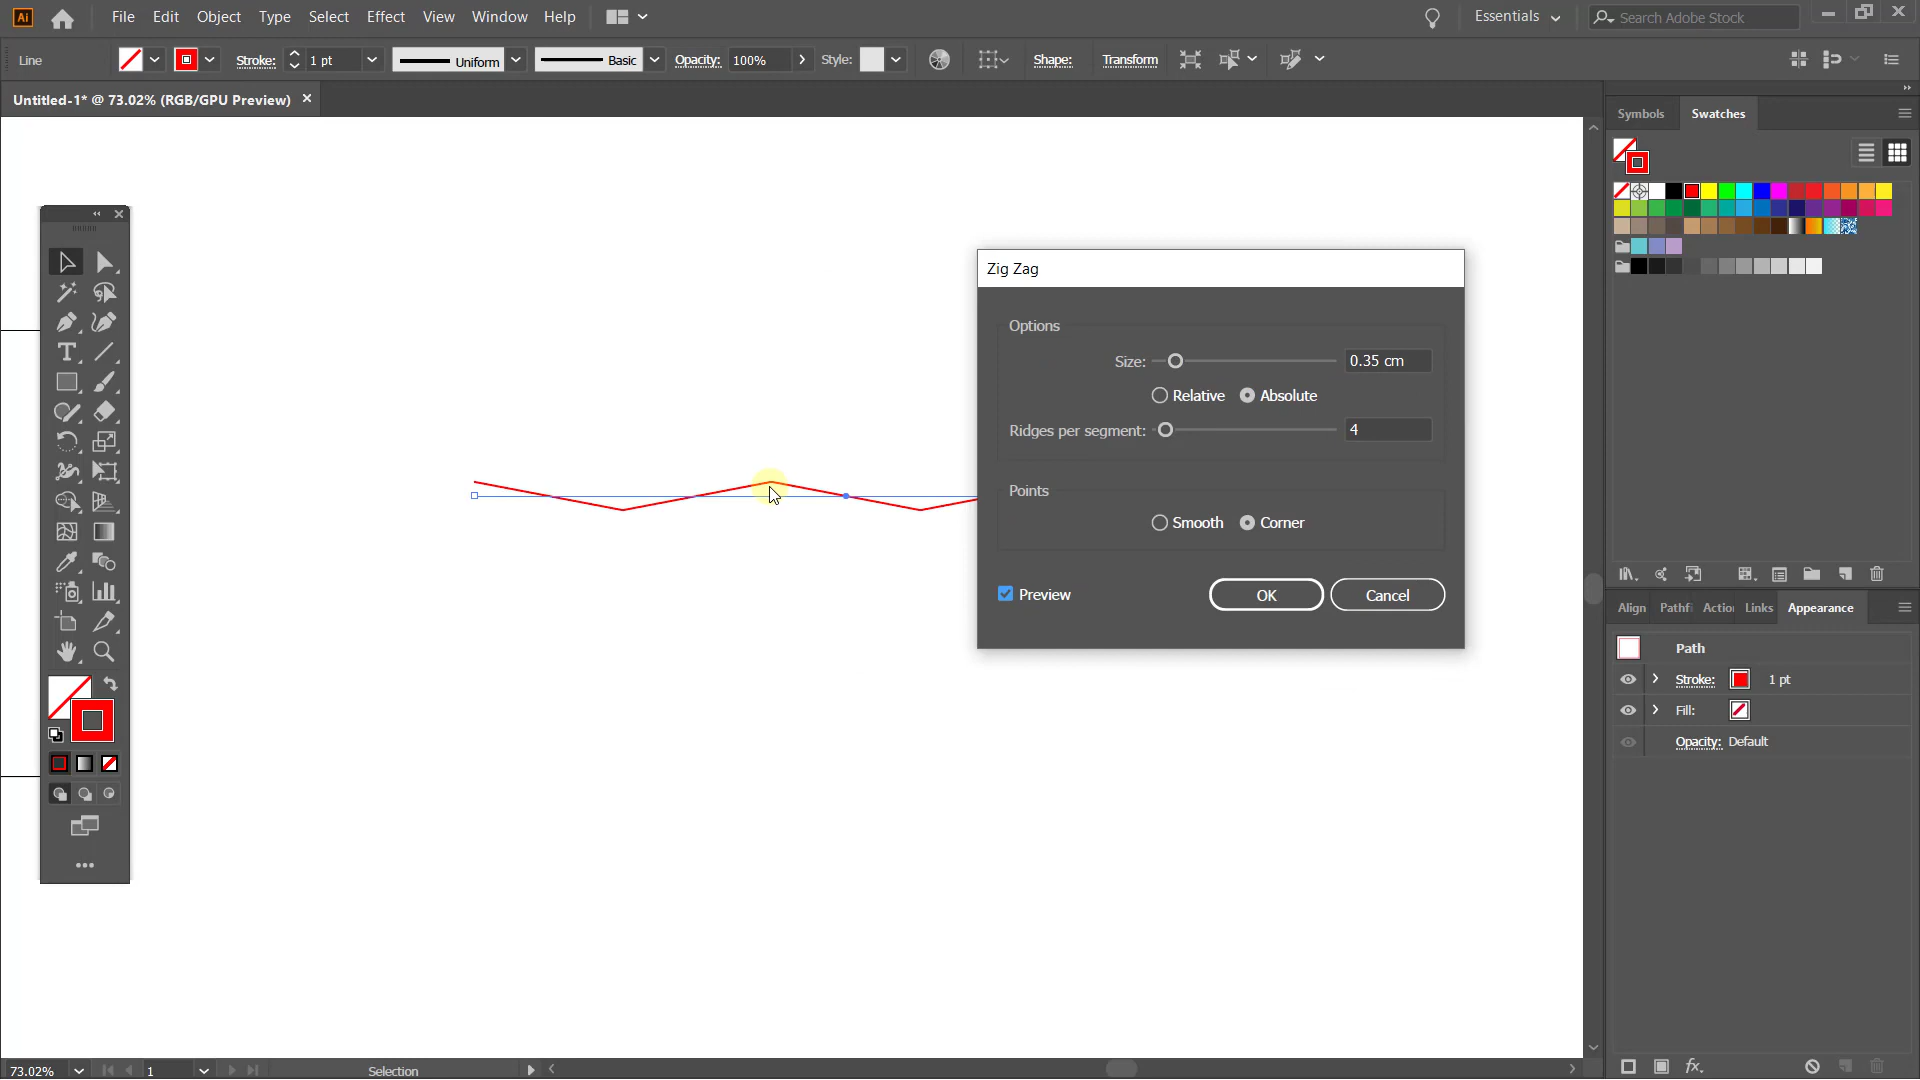 Ai File Edit Object Type Select Effect View Window Help Essentials Search Adobe Stock
Line Stroke: 1 pt Uniform Basic Opacity: 100% Style: Shape: Transform
Untitled-1* @ 73.02% (RGB/GPU Preview)
Symbols Swatches
Zig Zag
Options
Size: 0.35 cm
Relative Absolute
Ridges per segment: 4
Points
Smooth Corner
Preview OK Cancel
Align Pathfi Action Links Appearance
Path
Stroke: 1 pt
Fill:
Opacity: Default
fx.
73.02% 1 Selection